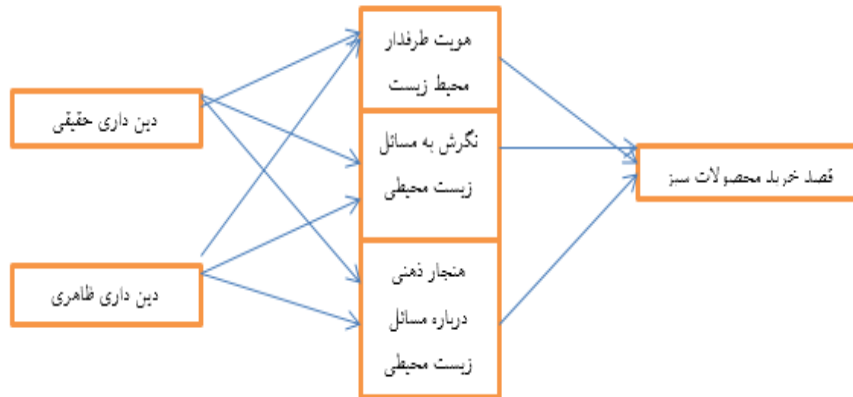 دین داری حقیقی
دین داری ظاهری
هویت طرفدار
محیط زیست
نگرش به مسائل
زیست محیطی
هنجار ذهنی
درباره مسائل
زیست محیطی
قصد خرید محصولات سبز